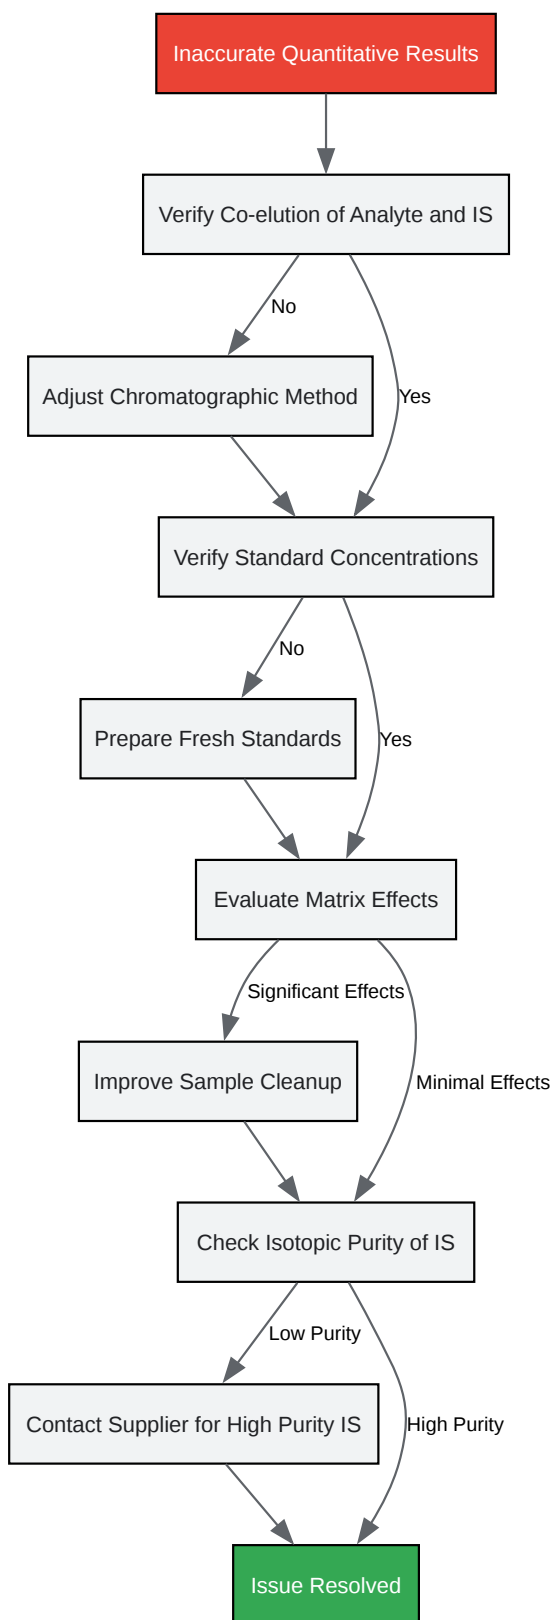 Inaccurate Quantitative Results
Verify Co-elution of Analyte and IS
No
Adjust Chromatographic Method
Yes
Verify Standard Concentrations
No
Prepare Fresh Standards
Yes
Evaluate Matrix Effects
Significant Effects
Improve Sample Cleanup
Minimal Effects
Check Isotopic Purity of IS
Low Purity
Contact Supplier for High Purity IS
High Purity
Issue Resolved